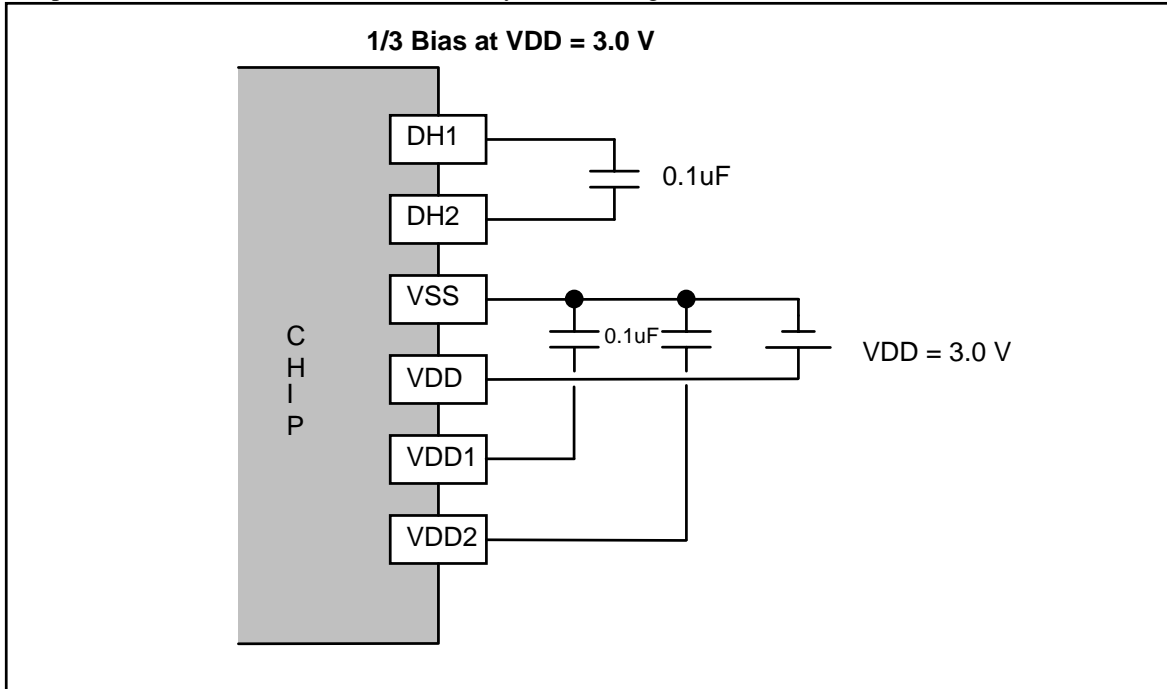 1/3 Bias at VDD = 3.0 V
DH1
0.1uF
DH2
VSS
0.1uF
VDD = 3.0 V
VDD
VDD1
VDD2
C
H
I
P